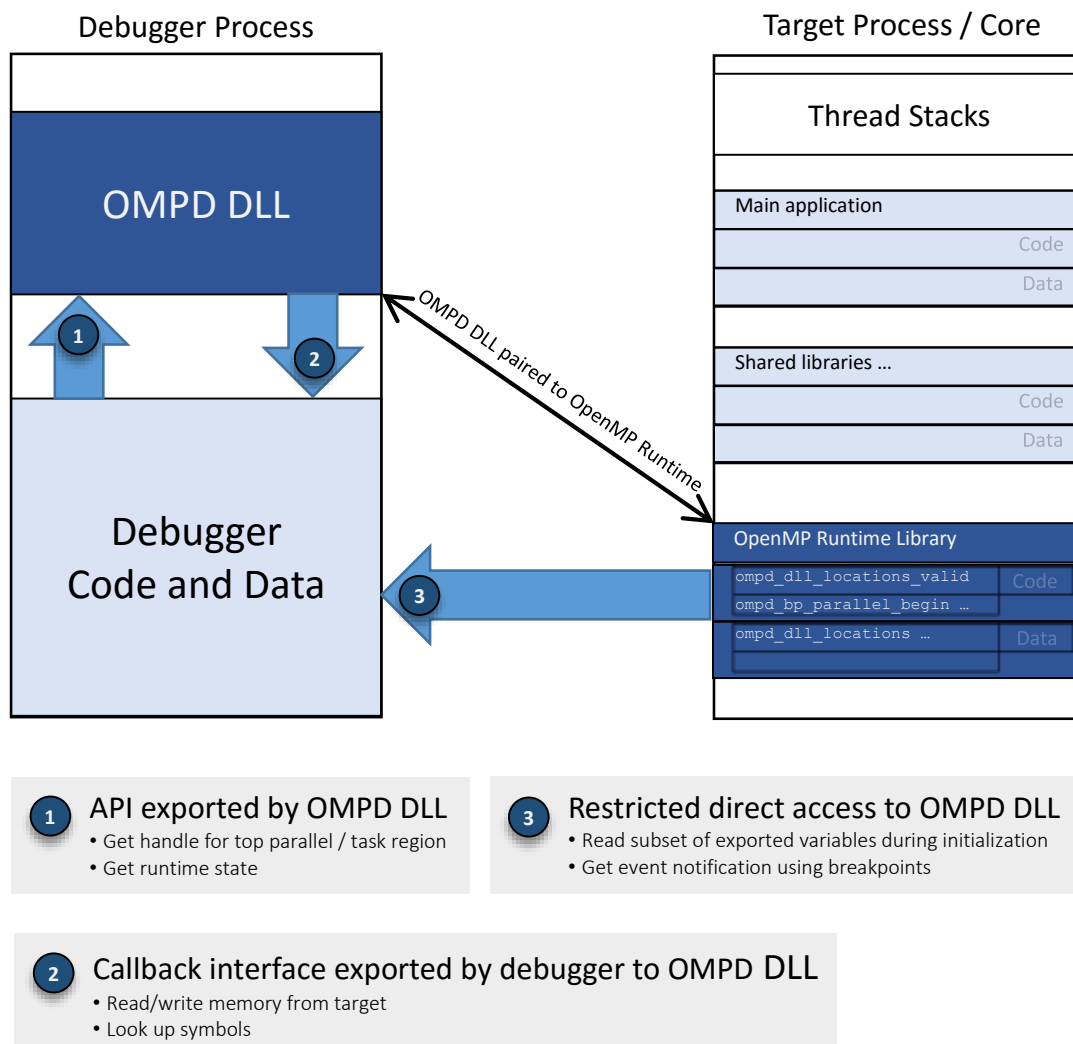 Debugger Process
Target Process / Core
OMPD DLL
1
2
Debugger
Code and Data
OMPD DLL paired to OpenMP Runtime
3
Thread Stacks
Main application
Code
Data
Shared libraries ...
Code
Data
OpenMP Runtime Library
ompd_dll_locations_valid
Code
ompd_bp_parallel_begin …
ompd_dll_locations …
Data
1 API exported by OMPD DLL
• Get handle for top parallel / task region
• Get runtime state
3 Restricted direct access to OMPD DLL
• Read subset of exported variables during initialization
• Get event notification using breakpoints
2 Callback interface exported by debugger to OMPD DLL
• Read/write memory from target
• Look up symbols